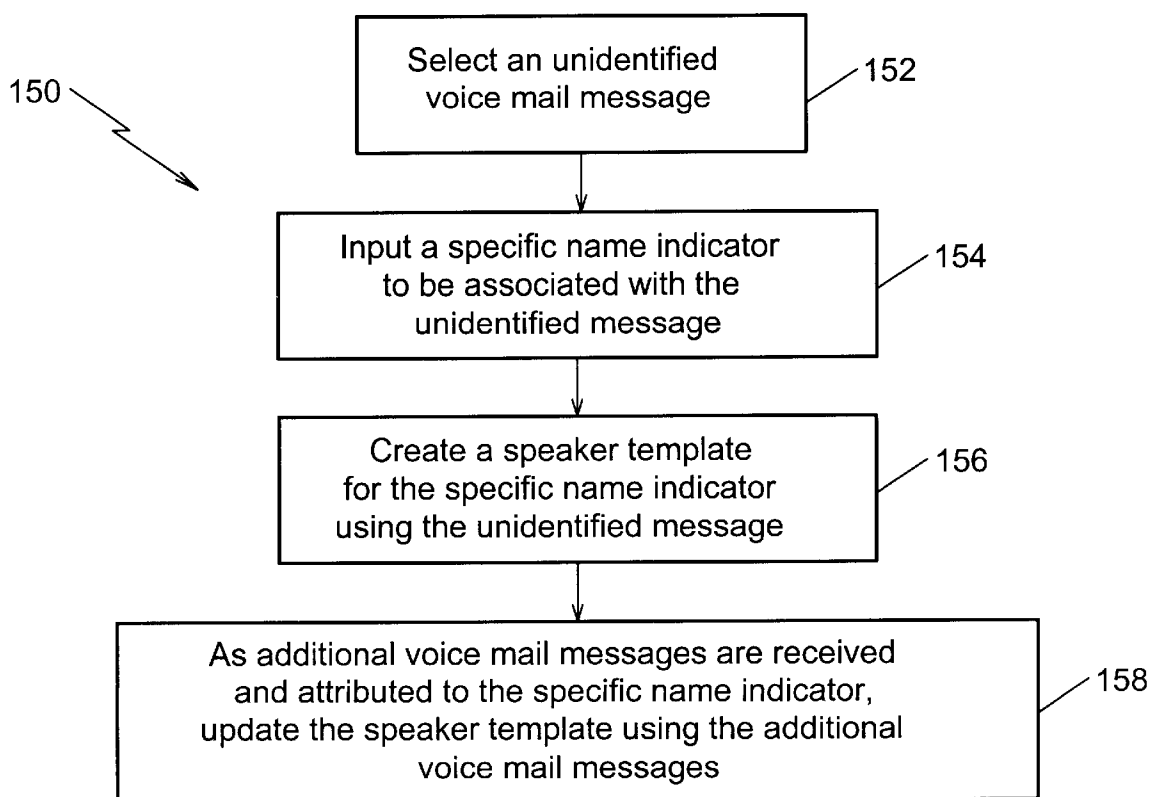 150
Select an unidentified
voice mail message
152
Input a specific name indicator
to be associated with the
unidentified message
154
Create a speaker template
for the specific name indicator
using the unidentified message
156
As additional voice mail messages are received
and attributed to the specific name indicator,
update the speaker template using the additional
voice mail messages
158